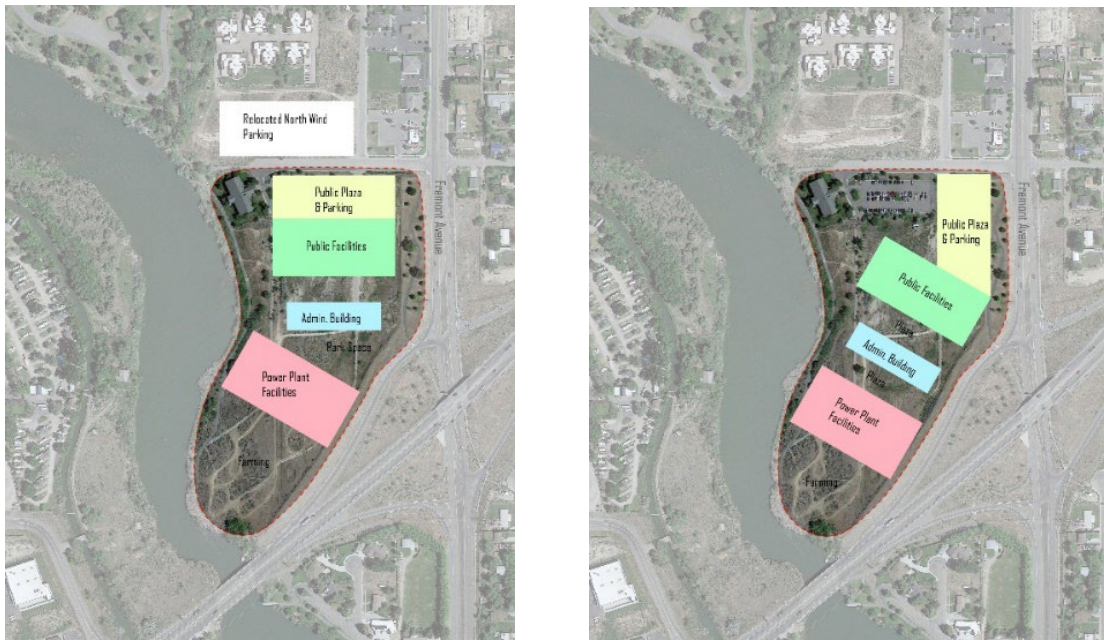 Relocated North Wind
Parking
Public Plaza
& Parking
Public Facilities
Admin. Building
Park Space
Power Plant
Facilities
Farming
Fremont Avenue
Public Plaza
& Parking
Public Facilities
Plaza
Admin. Building
Plaza
Power Plant
Facilities
Farming
Fremont Avenue